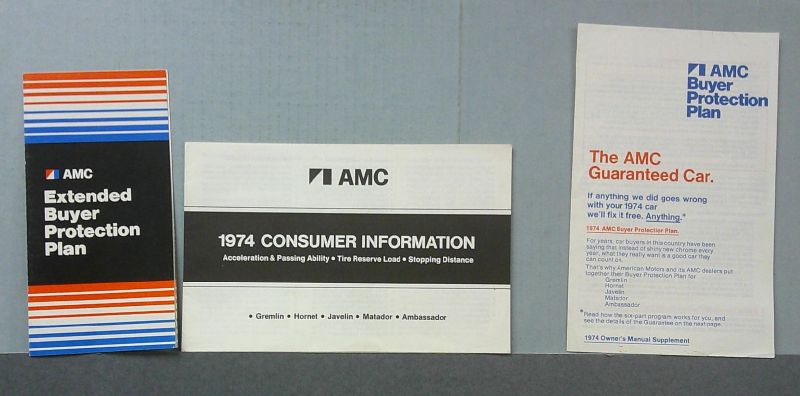 AMC
Extended
Buyer
Protection
Plan
AMC
1974 CONSUMER INFORMATION
Acceleration & Passing Ability • Tire Reserve Load • Stopping Distance
• Gremlin • Hornet • Javelin • Matador • Ambassador
AMC
Buyer
Protection
Plan
The AMC
Guaranteed Car.
If anything we did goes wrong
with your 1974 car
we'll fix it free. Anything.*
1974 AMC Buyer Protection Plan.
For years, car buyers in this country have been
saying that instead of shiny new chrome every
year, what they really want is a good car they
can count on.
That's why American Motors and its AMC dealers put
together their Buyer Protection Plan for
Gremlin
Hornet
Javelin
Matador
Ambassador
*Read how the six-part program works for you, and
see the details of the Guarantee on the next page.
1974 Owner's Manual Supplement